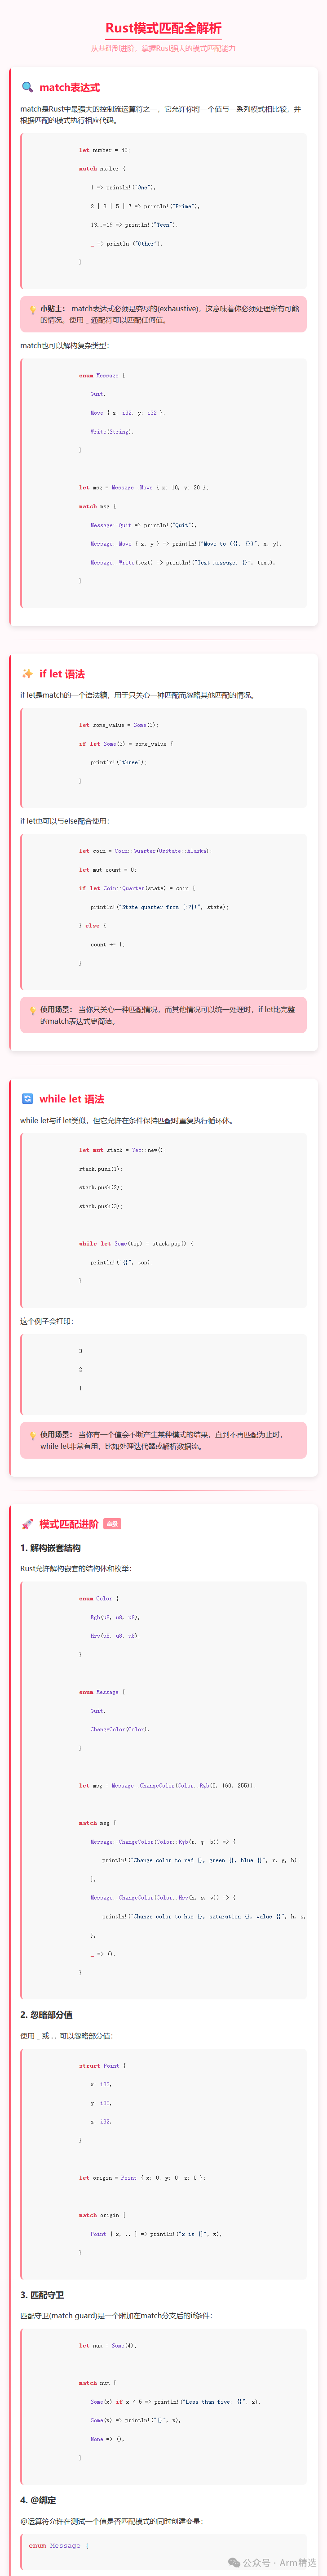 Rust模式匹配全解析
从基础到进阶，掌握Rust强大的模式匹配能力
match表达式
match是Rust中最强大的控制流运算符之一，它允许你将一个值与一系列模式相比较，并
根据匹配的模式执行相应代码。
let number = 42;
match number {
1 => println!("One"),
2 | 3 | 5 | 7 => println!("Prime"),
13..=19 => println!("Teen"),
_ => println!("Other"),
}
小贴士： match表达式必须是穷尽的(exhaustive)，这意味着你必须处理所有可能
的情况。使用 _ 通配符可以匹配任何值。
match也可以解构复杂类型：
enum Message {
Quit,
Move { x: i32, y: i32 },
Write(String),
}
let msg = Message::Move { x: 10, y: 20 };
match msg {
Message::Quit => println!("Quit"),
Message::Move { x, y } => println!("Move to ({}, {})", x, y),
Message::Write(text) => println!("Text message: {}", text),
}
if let 语法
if let是match的一个语法糖，用于只关心一种匹配而忽略其他匹配的情况。
let some_value = Some(3);
if let Some(3) = some_value {
println!("three");
}
if let也可以与else配合使用：
let coin = Coin::Quarter(UsState::Alaska);
let mut count = 0;
if let Coin::Quarter(state) = coin {
println!("State quarter from {:?}!", state);
} else {
count += 1;
}
使用场景： 当你只关心一种匹配情况，而其他情况可以统一处理时，if let比完整
的match表达式更简洁。
while let 语法
while let与if let类似，但它允许在条件保持匹配时重复执行循环体。
let mut stack = Vec::new();
stack.push(1);
stack.push(2);
stack.push(3);
while let Some(top) = stack.pop() {
println!("{}", top);
}
这个例子会打印：
3
2
1
使用场景： 当你有一个值会不断产生某种模式的结果，直到不再匹配为止时，
while let非常有用，比如处理迭代器或解析数据流。
模式匹配进阶
1. 解构嵌套结构
Rust允许解构嵌套的结构体和枚举：
enum Color {
Rgb(u8, u8, u8),
Hsv(u8, u8, u8),
}
enum Message {
Quit,
ChangeColor(Color),
}
let msg = Message::ChangeColor(Color::Rgb(0, 160, 255));
match msg {
Message::ChangeColor(Color::Rgb(r, g, b)) => {
println!("Change color to red {}, green {}, blue {}", r, g, b);
},
Message::ChangeColor(Color::Hsv(h, s, v)) => {
println!("Change color to hue {}, saturation {}, value {}", h, s,
},
_ => (),
}
2. 忽略部分值
使用 _ 或 .. 可以忽略部分值：
struct Point {
x: i32,
y: i32,
z: i32,
}
let origin = Point { x: 0, y: 0, z: 0 };
match origin {
Point { x, .. } => println!("x is {}", x),
}
3. 匹配守卫
匹配守卫(match guard)是一个附加在match分支后的if条件：
let num = Some(4);
match num {
Some(x) if x < 5 => println!("Less than five: {}", x),
Some(x) => println!("{}", x),
None => (),
}
4. @绑定
@运算符允许在测试一个值是否匹配模式的同时创建变量：
enum Message {
公众号 · Arm精选